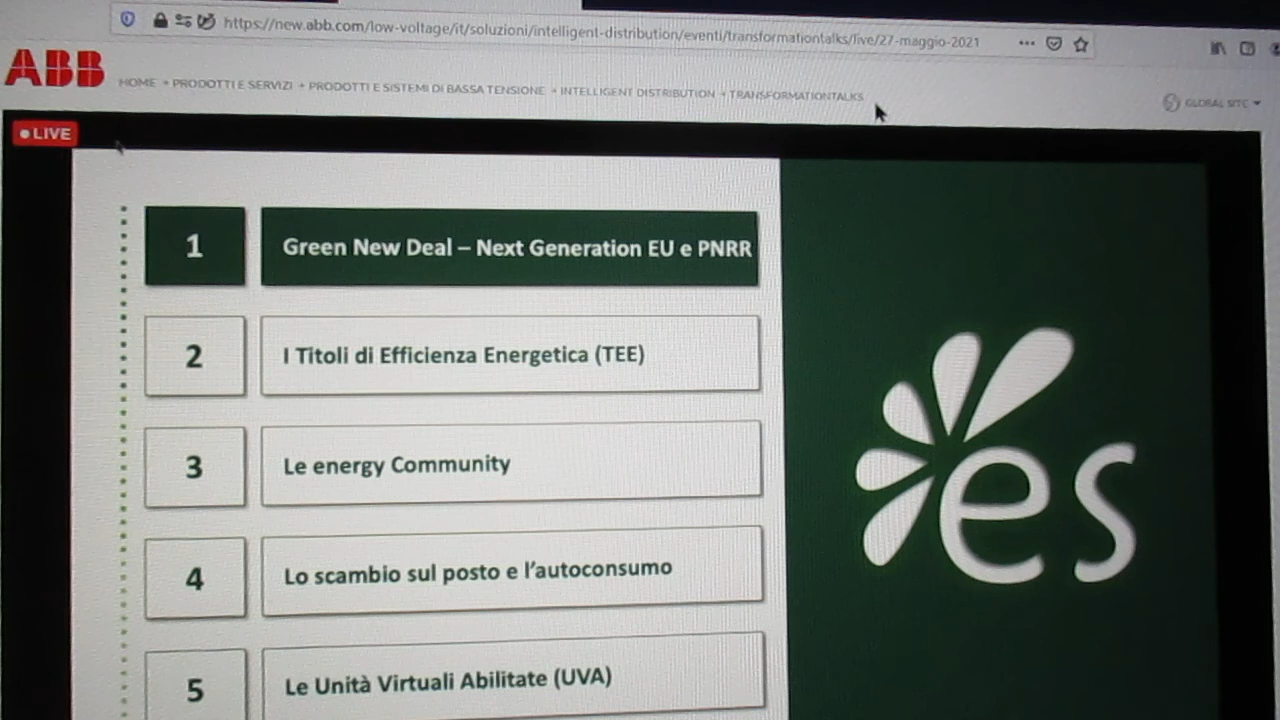 https://new.abb.com/low-voltage/it/soluzioni/intelligent-distribution/eventi/transformationtalks/live/27-maggio-2021
ABB
HOME + PRODOTTI E SERVIZI + PRODOTTI E SISTEMI DI BASSA TENSIONE + INTELLIGENT DISTRIBUTION + TRANSFORMATIONTALKS
GLOBAL SITE
LIVE
1 Green New Deal – Next Generation EU e PNRR
2 I Titoli di Efficienza Energetica (TEE)
3 Le energy Community
4 Lo scambio sul posto e l'autoconsumo
5 Le Unità Virtuali Abilitate (UVA)
es